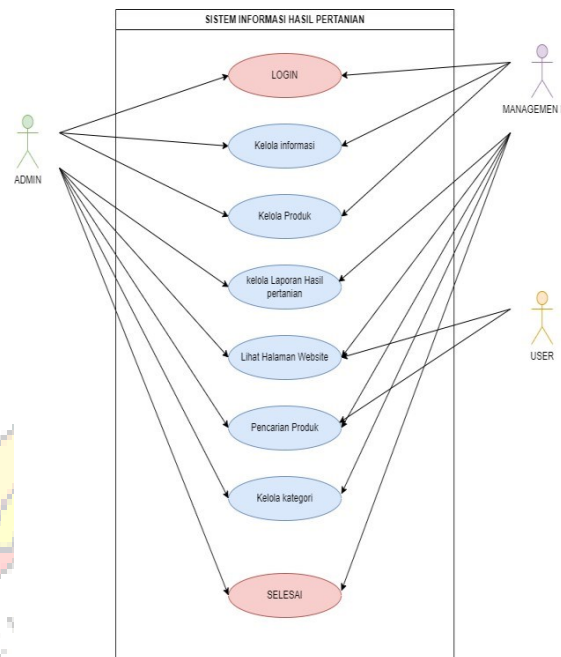 SISTEM INFORMASI HASIL PERTANIAN
LOGIN
MANAGEMEN
Kelola informasi
ADMIN
Kelola Produk
kelola Laporan Hasil
pertanian
Lihat Halaman Website
USER
Pencarian Produk
Kelola kategori
SELESAI